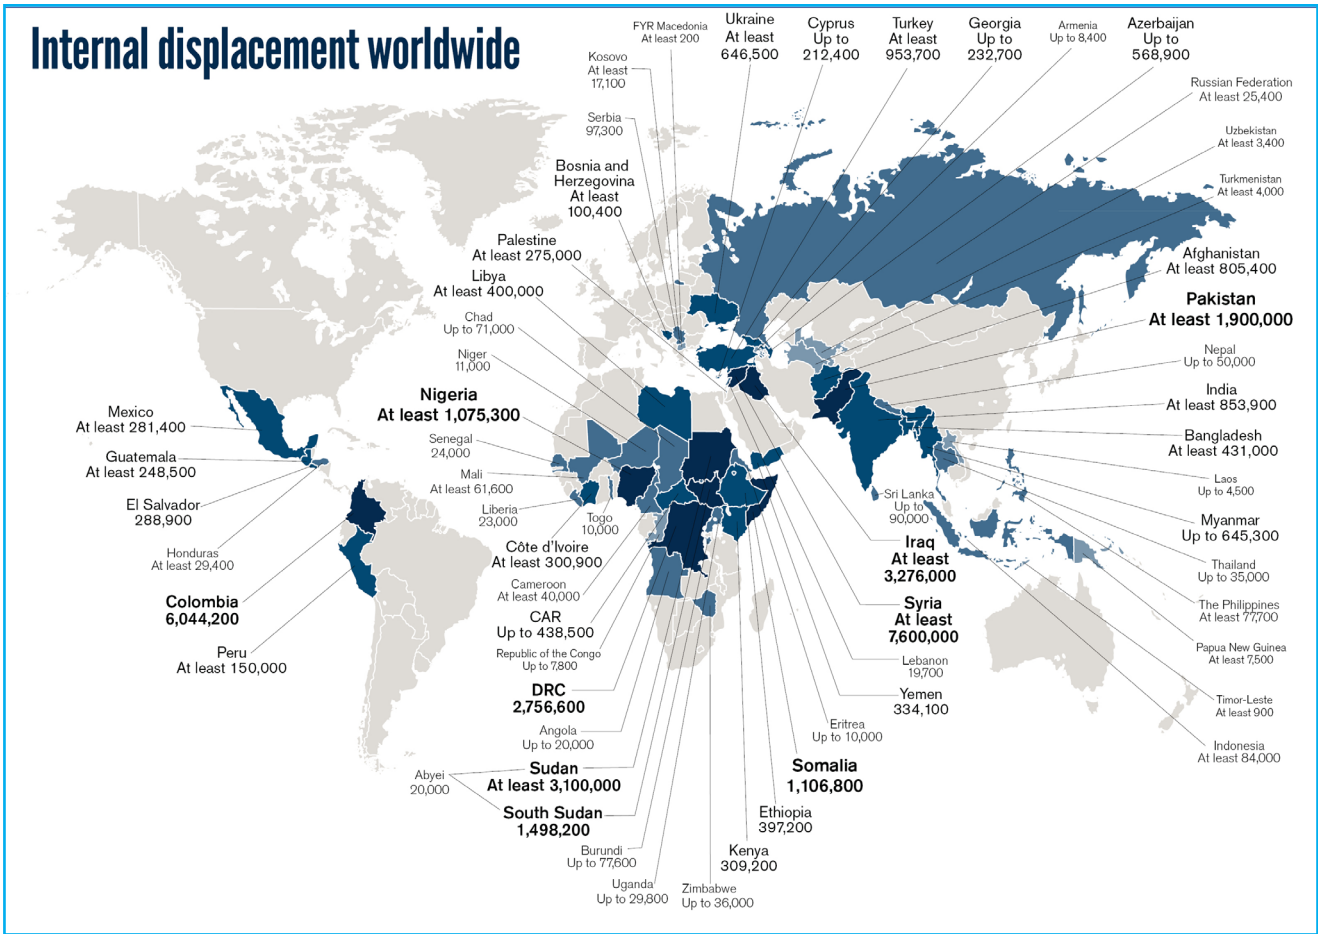 Internal displacement worldwide
FYR Macedonia
At least 200
Ukraine
At least
646,500
Cyprus
Up to
212,400
Turkey
At least
953,700
Georgia
Up to
232,700
Armenia
Up to 8,400
Azerbaijan
Up to
568,900
Kosovo
At least
17,100
Russian Federation
At least 25,400
Serbia
97,300
Uzbekistan
At least 3,400
Bosnia and
Herzegovina
At least
100,400
Turkmenistan
At least 4,000
Palestine
At least 275,000
Afghanistan
At least 805,400
Libya
At least 400,000
Pakistan
At least 1,900,000
Chad
Up to 71,000
Nepal
Up to 50,000
Niger
11,000
India
At least 853,900
Nigeria
At least 1,075,300
Mexico
At least 281,400
Bangladesh
At least 431,000
Senegal
24,000
Guatemala
At least 248,500
Mali
At least 61,600
Laos
Up to 4,500
El Salvador
288,900
Liberia
23,000
Togo
10,000
Sri Lanka
Up to
90,000
Myanmar
Up to 645,300
Honduras
At least 29,400
Côte d'Ivoire
At least 300,900
Iraq
At least
3,276,000
Thailand
Up to 35,000
Cameroon
At least 40,000
Colombia
6,044,200
Syria
At least
7,600,000
The Philippines
At least 77,700
CAR
Up to 438,500
Peru
At least 150,000
Republic of the Congo
Up to 7,800
Lebanon
19,700
Papua New Guinea
At least 7,500
DRC
2,756,600
Yemen
334,100
Timor-Leste
At least 900
Angola
Up to 20,000
Eritrea
Up to 10,000
Indonesia
At least 84,000
Abyei
20,000
Sudan
At least 3,100,000
Somalia
1,106,800
South Sudan
1,498,200
Ethiopia
397,200
Burundi
Up to 77,600
Kenya
309,200
Uganda
Up to 29,800
Zimbabwe
Up to 36,000